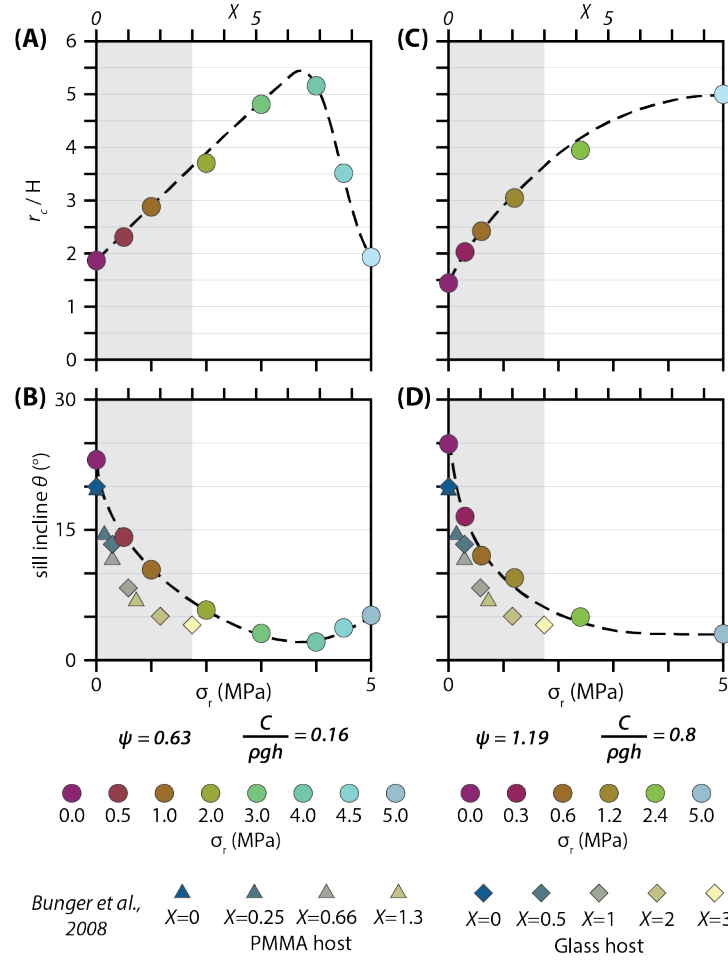 0 5 X 0 5 X
(A) (C)
6
5
4
3
2
1
0
r_c / H
(B) (D)
30
15
0
sill incline θ (°)
0 5 0 5
σ_r (MPa) σ_r (MPa)
ψ = 0.63 C/ρgh = 0.16 ψ = 1.19 C/ρgh = 0.8
0.0 0.5 1.0 2.0 3.0 4.0 4.5 5.0 0.0 0.3 0.6 1.2 2.4 5.0
σ_r (MPa) σ_r (MPa)
Bunger et al.,
2008
X=0 X=0.25 X=0.66 X=1.3 X=0 X=0.5 X=1 X=2 X=3
PMMA host Glass host